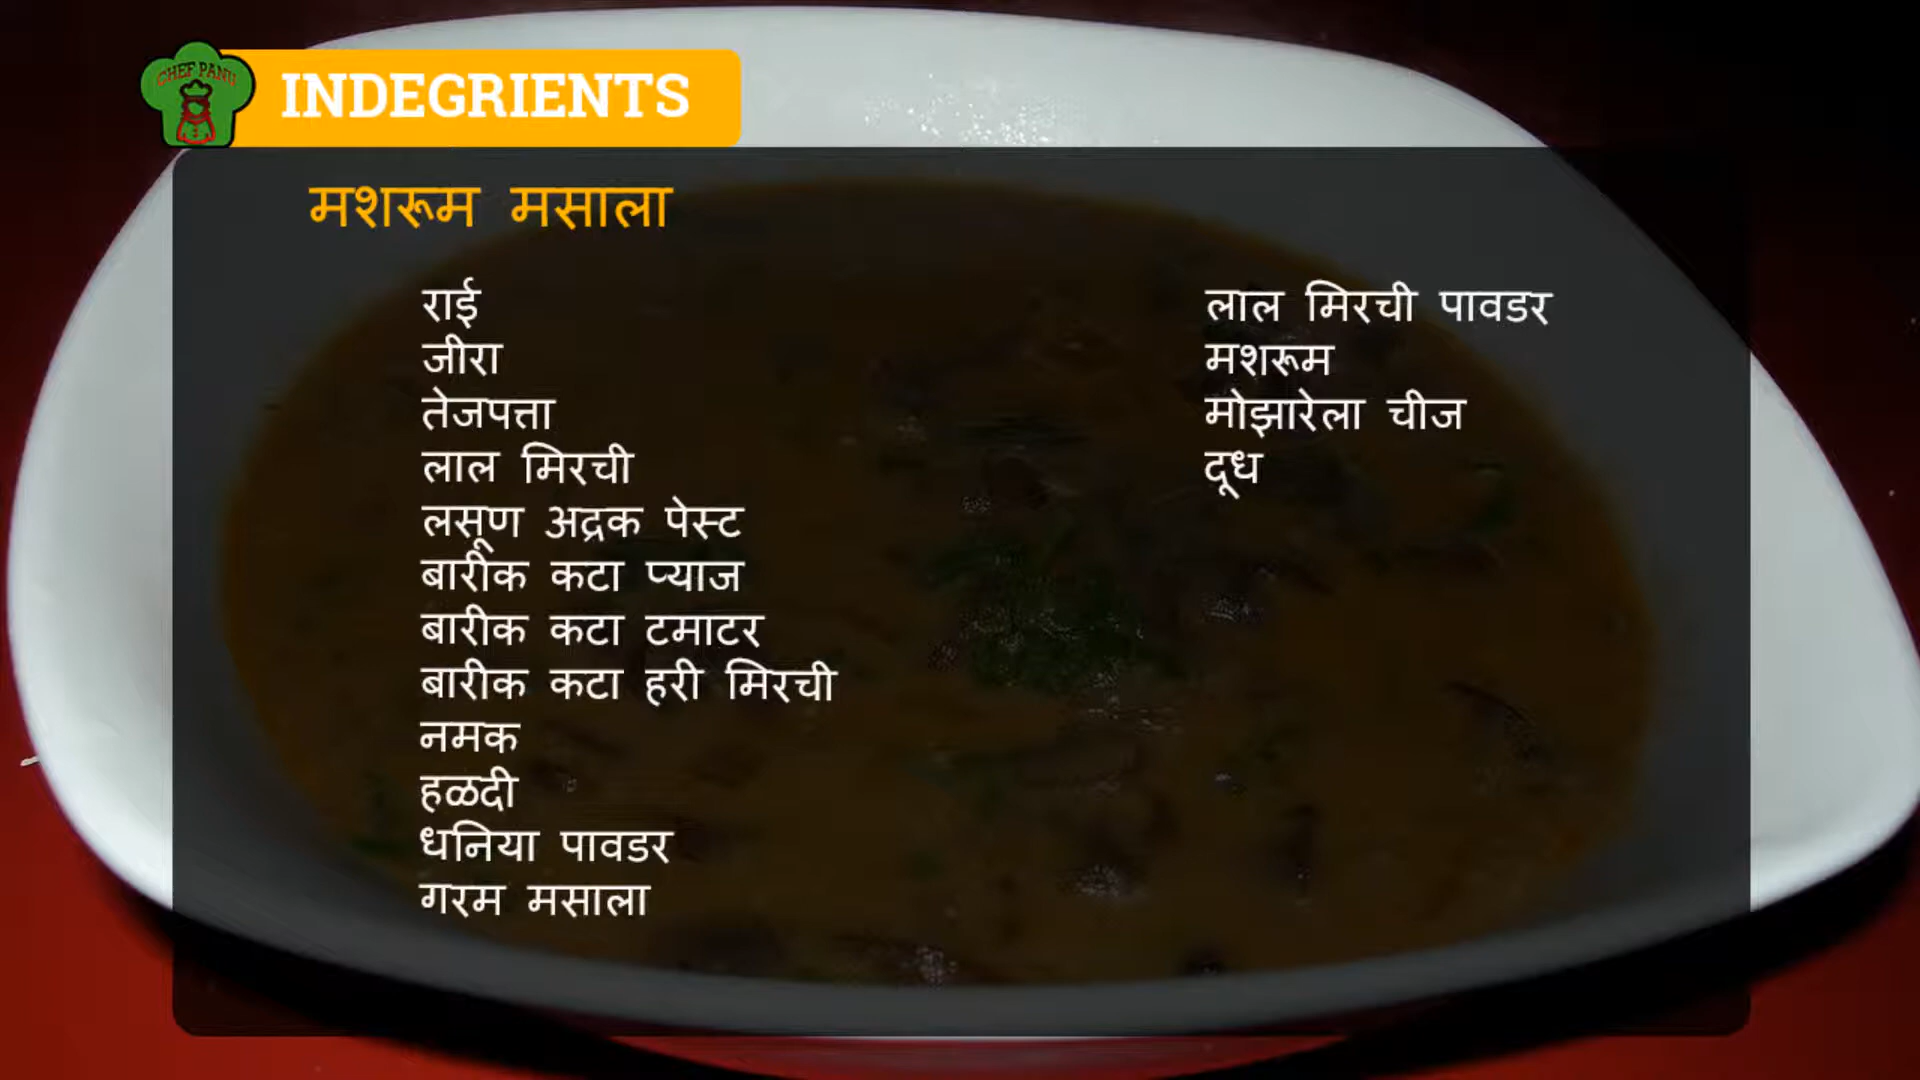 CHEF PANU
INDEGRIENTS
मशरूम मसाला
राई
जीरा
तेजपत्ता
लाल मिरची
लसूण अद्रक पेस्ट
बारीक कटा प्याज
बारीक कटा टमाटर
बारीक कटा हरी मिरची
नमक
हळदी
धनिया पावडर
गरम मसाला
लाल मिरची पावडर
मशरूम
मोझारेला चीज
दूध